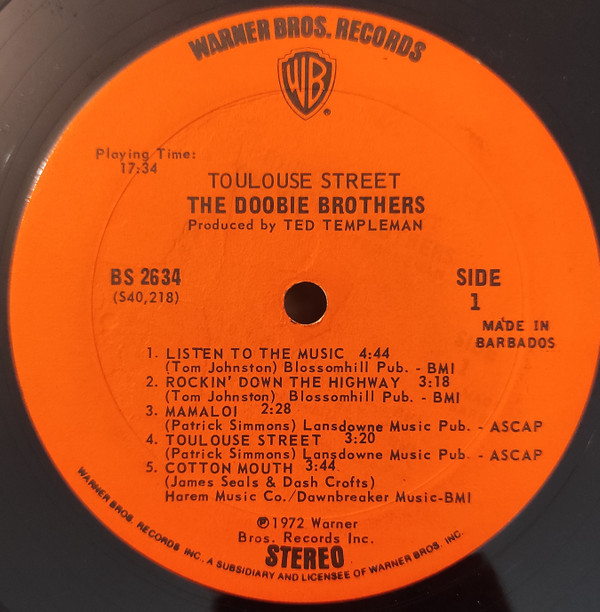 WARNER BROS. RECORDS
WB
®
Playing Time:
17:34
TOULOUSE STREET
THE DOOBIE BROTHERS
Produced by TED TEMPLEMAN
BS 2634
(S40,218)
SIDE
1
MADE IN
BARBADOS
1. LISTEN TO THE MUSIC 4:44
(Tom Johnston) Blossomhill Pub. - BMI
2. ROCKIN' DOWN THE HIGHWAY 3:18
(Tom Johnston) Blossomhill Pub. - BMI
3. MAMALOI 2:28
(Patrick Simmons) Lansdowne Music Pub. - ASCAP
4. TOULOUSE STREET 3:20
(Patrick Simmons) Lansdowne Music Pub. - ASCAP
5. COTTON MOUTH 3:44
(James Seals & Dash Crofts)
Harem Music Co./Dawnbreaker Music-BMI
℗1972 Warner
Bros. Records Inc.
STEREO
WARNER BROS. RECORDS INC. A SUBSIDIARY AND LICENSEE OF WARNER BROS. INC.